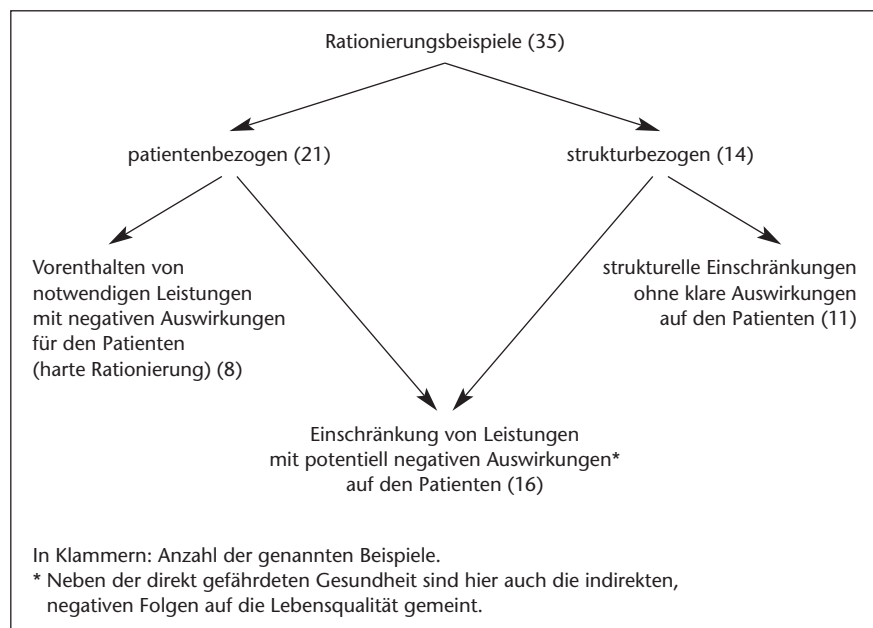 Rationierungsbeispiele (35)
patientenbezogen (21)
strukturbezogen (14)
Vorenthalten von
notwendigen Leistungen
mit negativen Auswirkungen
für den Patienten
(harte Rationierung) (8)
strukturelle Einschränkungen
ohne klare Auswirkungen
auf den Patienten (11)
Einschränkung von Leistungen
mit potentiell negativen Auswirkungen*
auf den Patienten (16)
In Klammern: Anzahl der genannten Beispiele.
* Neben der direkt gefährdeten Gesundheit sind hier auch die indirekten,
negativen Folgen auf die Lebensqualität gemeint.